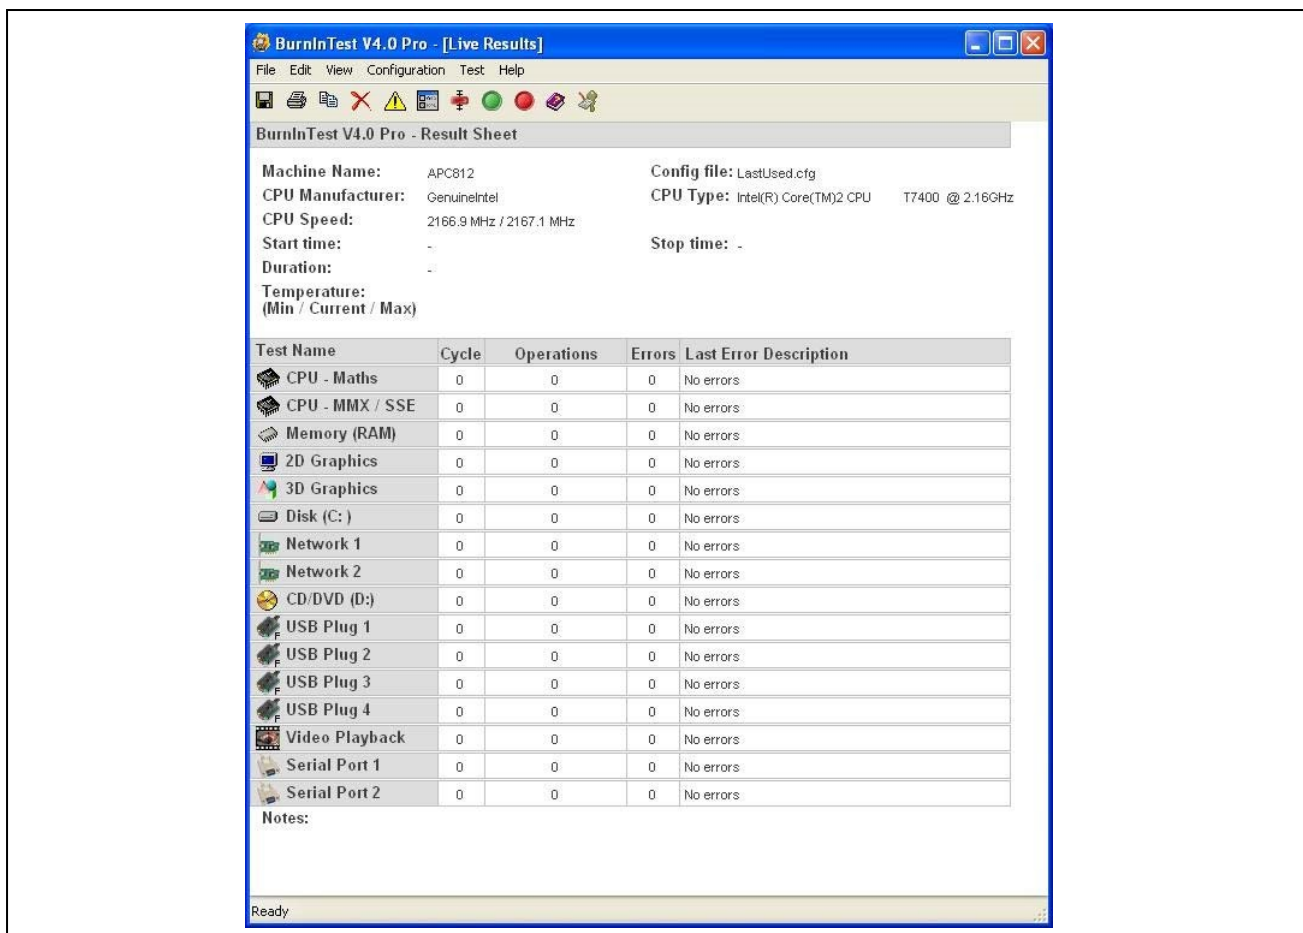 BurnInTest V4.0 Pro - [Live Results]
File Edit View Configuration Test Help
BurnInTest V4.0 Pro - Result Sheet
Machine Name: APC812 Config file: LastUsed.cfg
CPU Manufacturer: GenuineIntel CPU Type: Intel(R) Core(TM)2 CPU T7400 @ 2.16GHz
CPU Speed: 2166.9 MHz / 2167.1 MHz
Start time: - Stop time: -
Duration: -
Temperature:
(Min / Current / Max)
Test Name Cycle Operations Errors Last Error Description
CPU - Maths 0 0 0 No errors
CPU - MMX / SSE 0 0 0 No errors
Memory (RAM) 0 0 0 No errors
2D Graphics 0 0 0 No errors
3D Graphics 0 0 0 No errors
Disk (C: ) 0 0 0 No errors
Network 1 0 0 0 No errors
Network 2 0 0 0 No errors
CD/DVD (D:) 0 0 0 No errors
USB Plug 1 0 0 0 No errors
USB Plug 2 0 0 0 No errors
USB Plug 3 0 0 0 No errors
USB Plug 4 0 0 0 No errors
Video Playback 0 0 0 No errors
Serial Port 1 0 0 0 No errors
Serial Port 2 0 0 0 No errors
Notes:
Ready